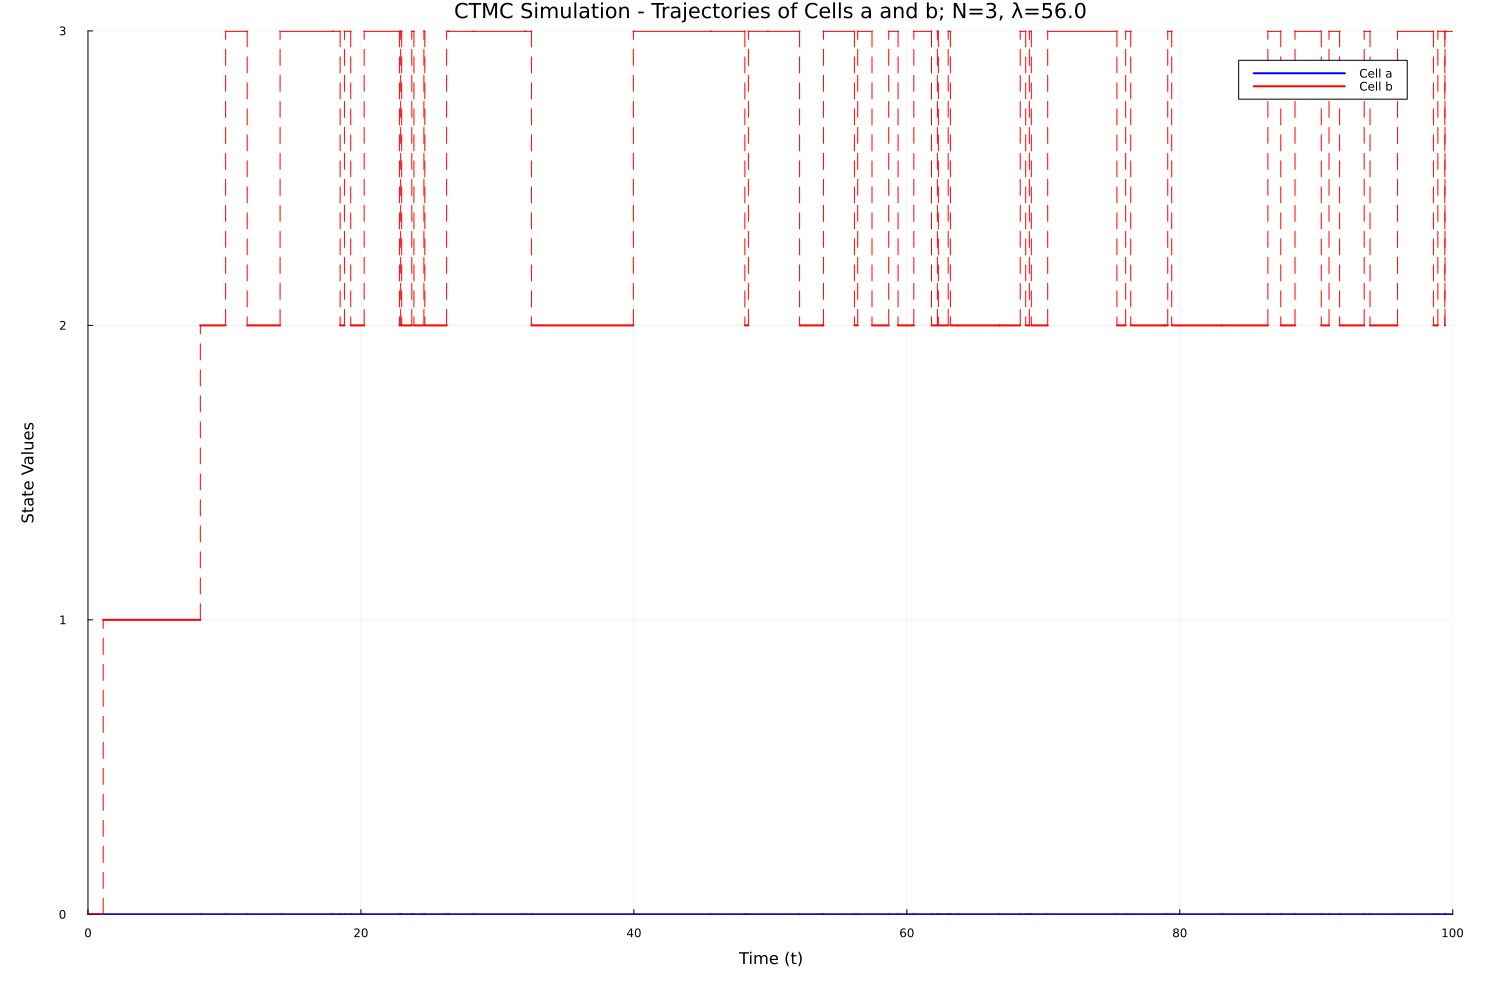 CTMC Simulation - Trajectories of Cells a and b; N=3, λ=56.0
3
Cell a
Cell b
2
State Values
1
0
0 20 40 60 80 100
Time (t)